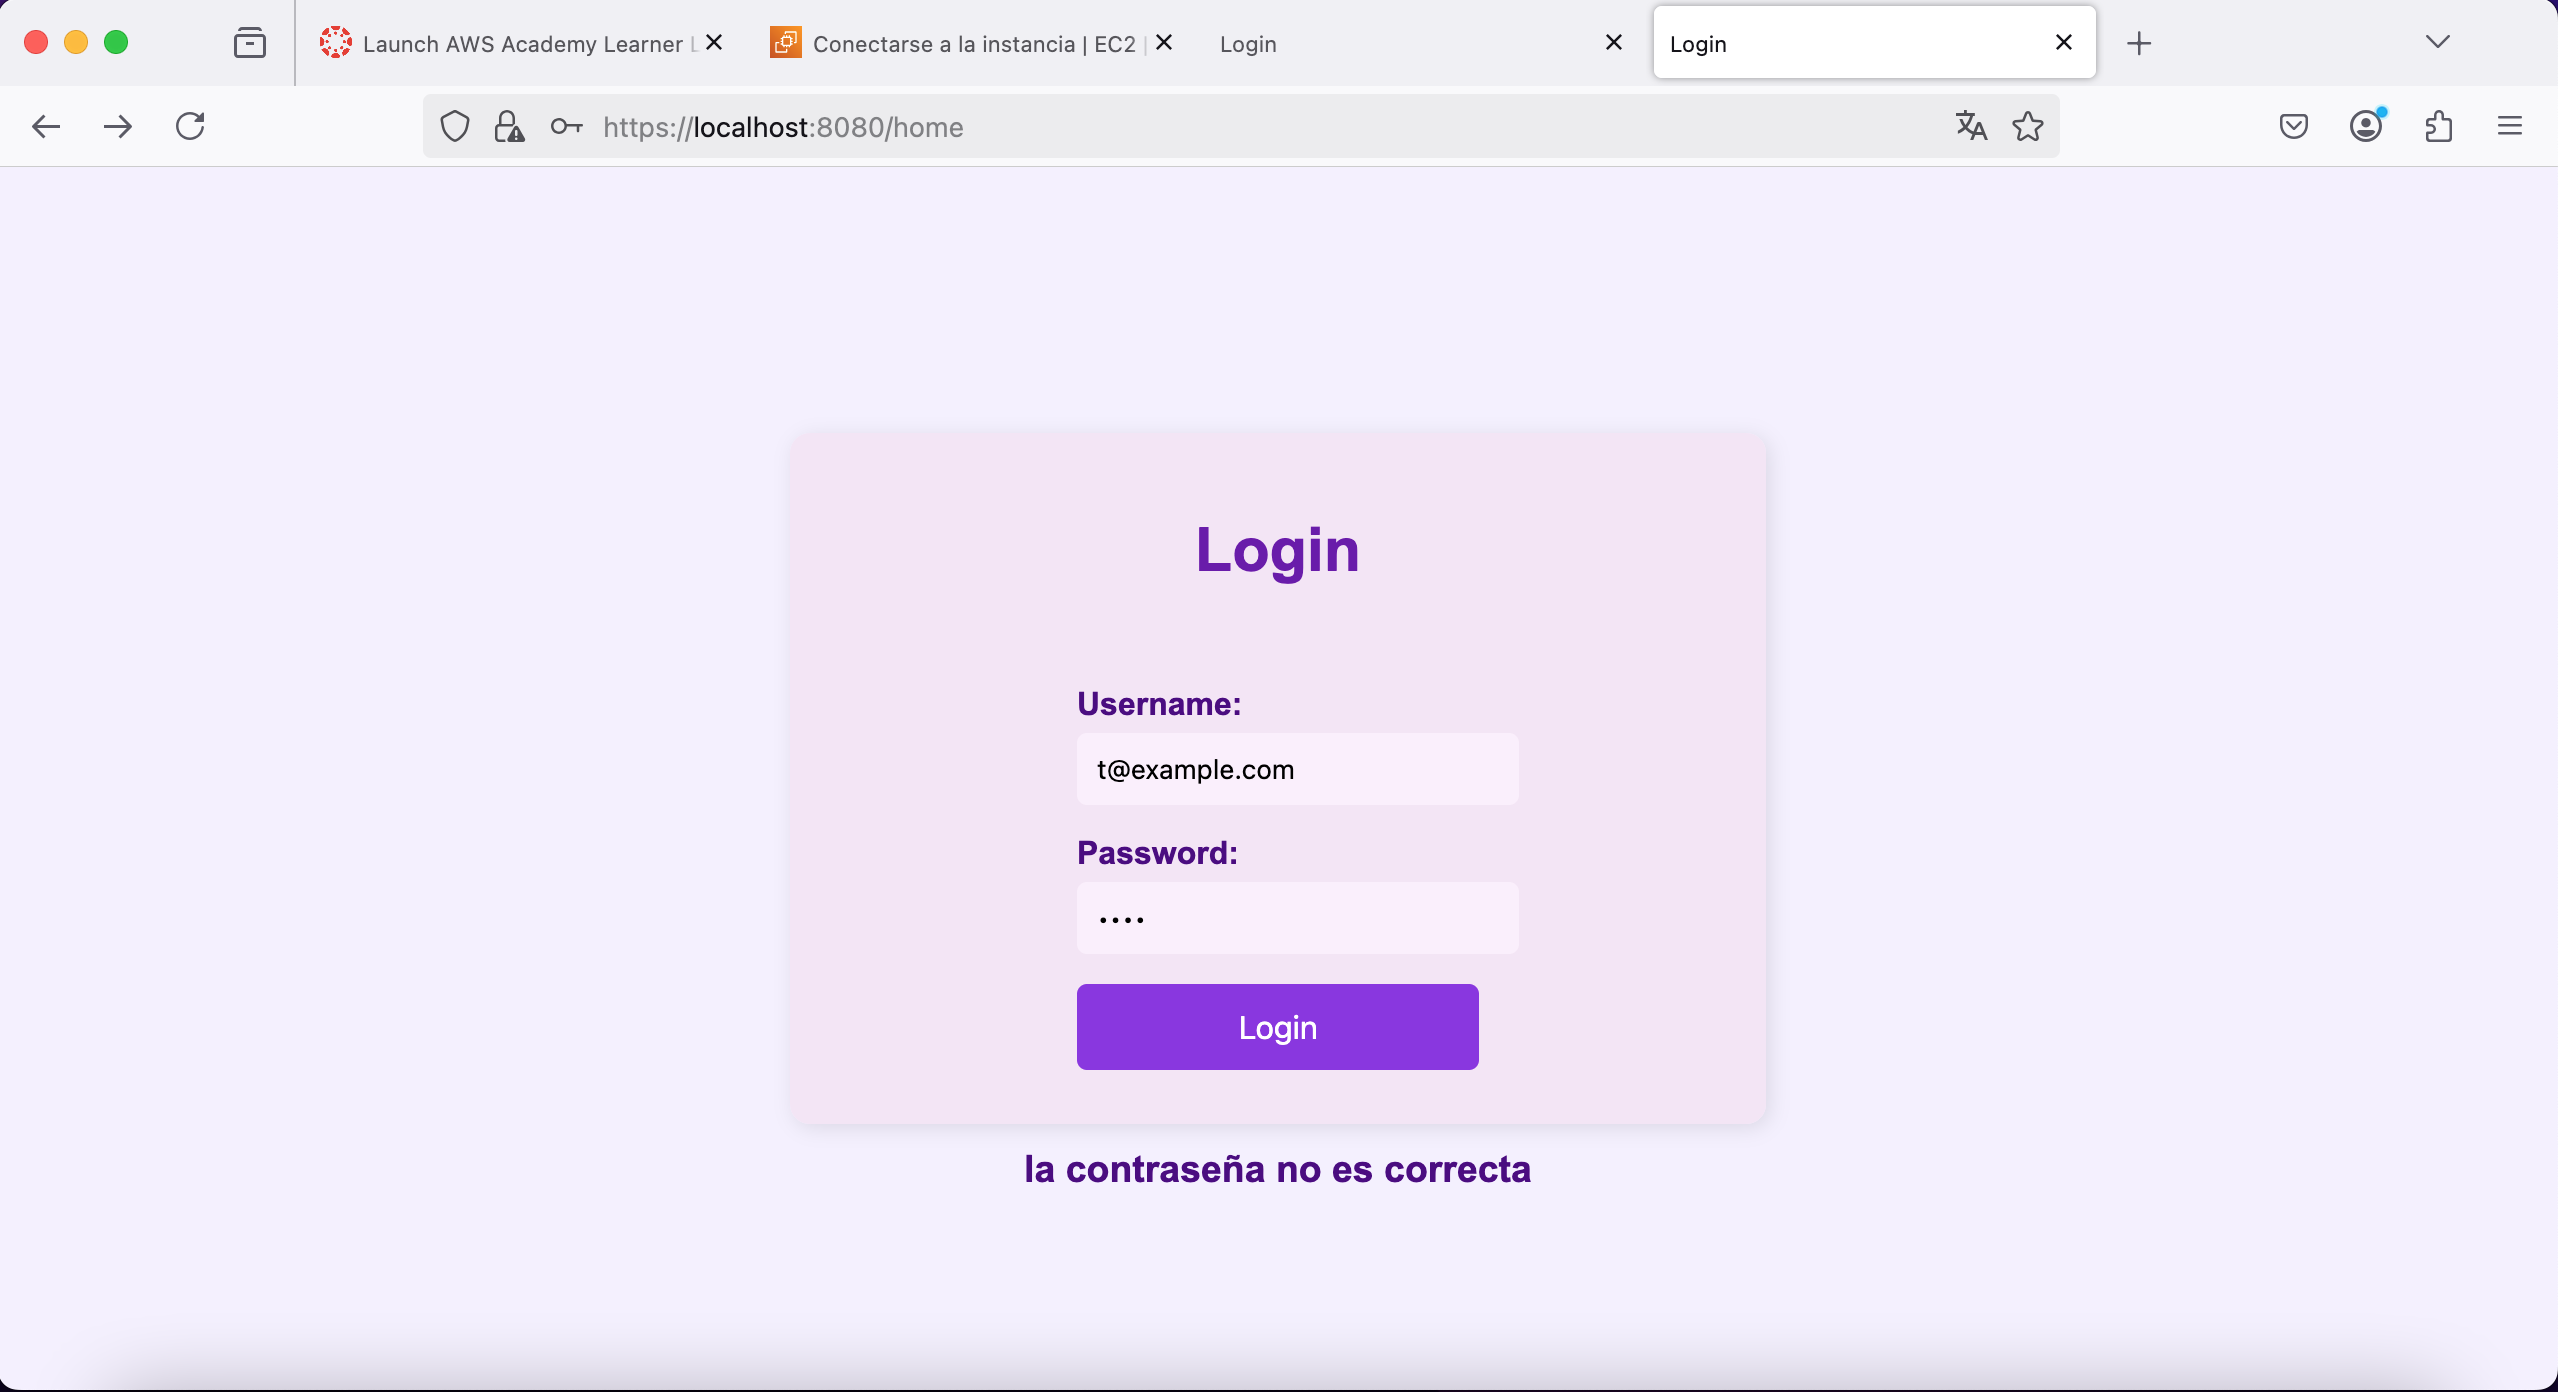 Launch AWS Academy Learner L
Conectarse a la instancia | EC2 |
Login
Login
https://localhost:8080/home
Login
Username:
t@example.com
Password:
••••
Login
la contraseña no es correcta